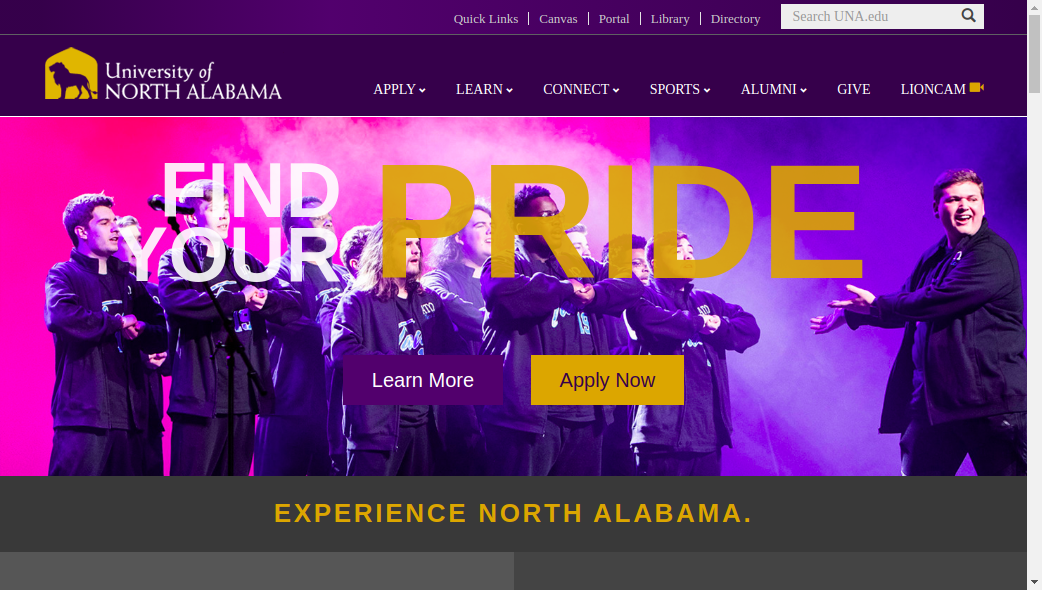 Quick Links Canvas Portal Library Directory Search UNA.edu
University of
NORTH ALABAMA
APPLY LEARN CONNECT SPORTS ALUMNI GIVE LIONCAM
FIND
YOUR
PRIDE
Learn More Apply Now
EXPERIENCE NORTH ALABAMA.